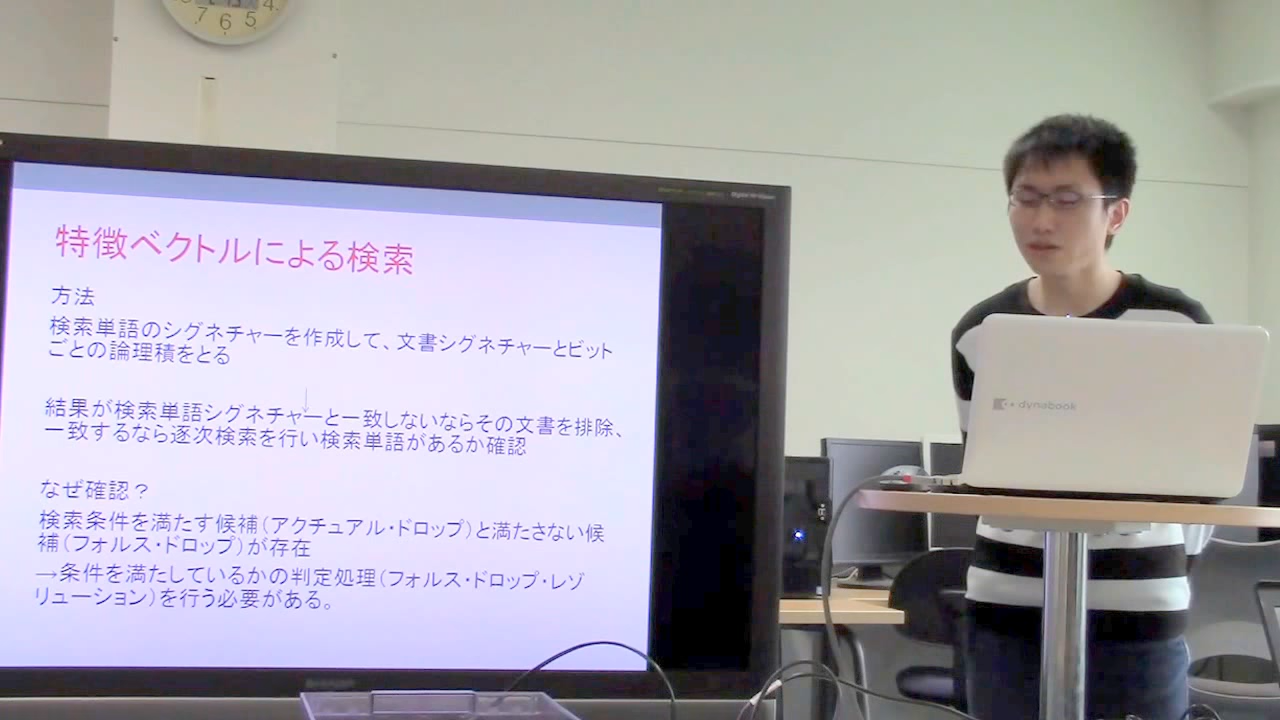 7 6 5 4
特徴ベクトルによる検索
方法
検索単語のシグネチャーを作成して、文書シグネチャーとビット
ごとの論理積をとる
結果が検索単語シグネチャーと一致しないならその文書を排除、
一致するなら逐次検索を行い検索単語があるか確認
なぜ確認？
検索条件を満たす候補(アクチュアル・ドロップ)と満たさない候
補(フォルス・ドロップ)が存在
→条件を満たしているかの判定処理(フォルス・ドロップ・レゾ
リューション)を行う必要がある。
dynabook